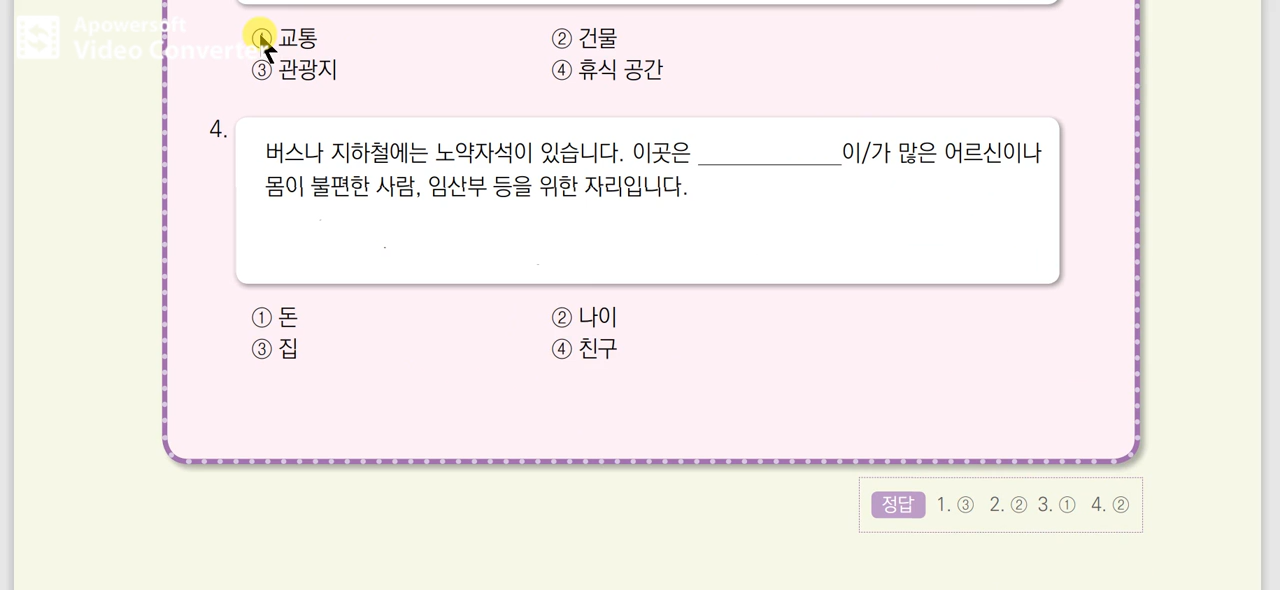 Apowersoft
Video Converter
① 교통 ② 건물
③ 관광지 ④ 휴식 공간
4.
버스나 지하철에는 노약자석이 있습니다. 이곳은 ____________이/가 많은 어르신이나
몸이 불편한 사람, 임산부 등을 위한 자리입니다.
① 돈 ② 나이
③ 집 ④ 친구
정답 1. ③ 2. ② 3. ① 4. ②